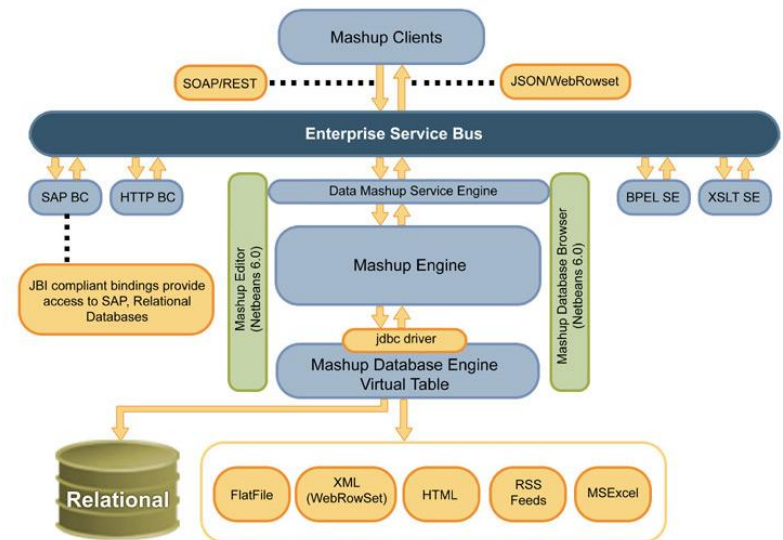 Mashup Clients
SOAP/REST
JSON/WebRowset
Enterprise Service Bus
SAP BC
HTTP BC
Data Mashup Service Engine
BPEL SE
XSLT SE
Mashup Editor
(Netbeans 6.0)
Mashup Engine
Mashup Database Browser
(Netbeans 6.0)
JBI compliant bindings provide
access to SAP, Relational
Databases
jdbc driver
Mashup Database Engine
Virtual Table
Relational
FlatFile
XML
(WebRowSet)
HTML
RSS
Feeds
MSExcel